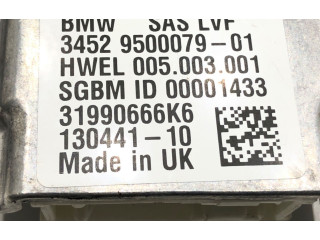 BMW SAS LVF
3452 9500079-01
HWEL 005.003.001
SGBM ID 00001433
31990666K6
130441-10
Made in UK